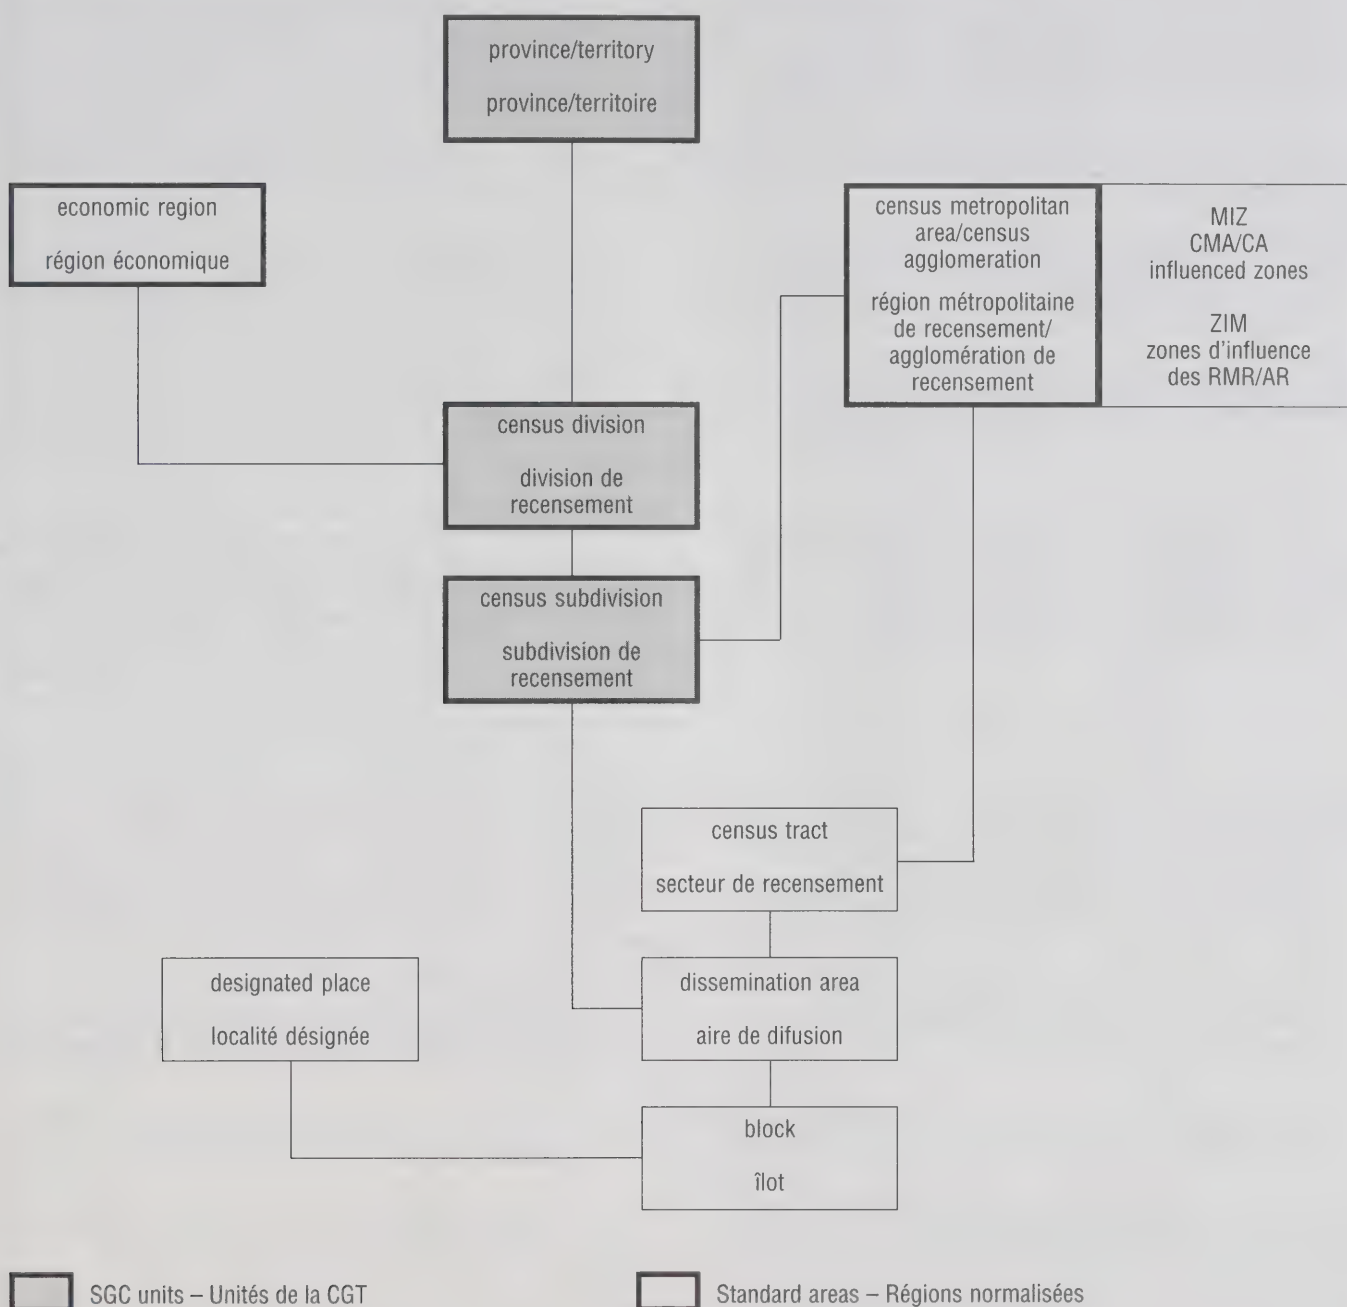 province/territory
province/territoire
economic region
région économique
census metropolitan
area/census
agglomeration
région métropolitaine
de recensement/
agglomération de
recensement
MIZ
CMA/CA
influenced zones
ZIM
zones d'influence
des RMR/AR
census division
division de
recensement
census subdivision
subdivision de
recensement
census tract
secteur de recensement
designated place
localité désignée
dissemination area
aire de difusion
block
îlot
SGC units – Unités de la CGT
Standard areas – Régions normalisées